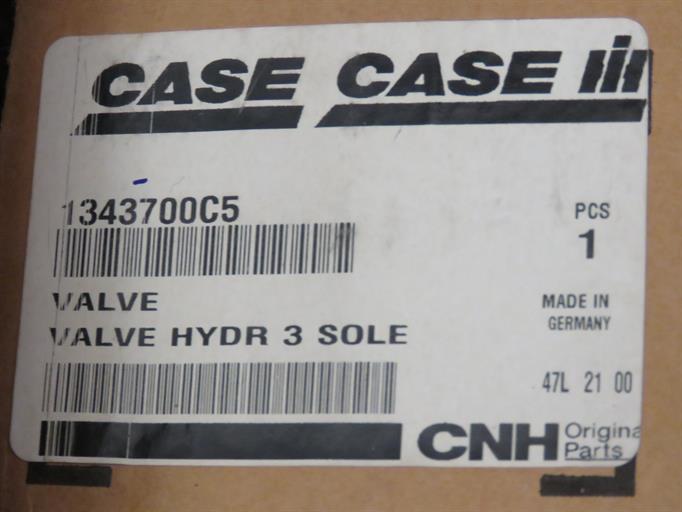 CASE CASE III
1343700C5
PCS
1
VALVE
VALVE HYDR 3 SOLE
MADE IN
GERMANY
47L 21 00
CNH Original
Parts